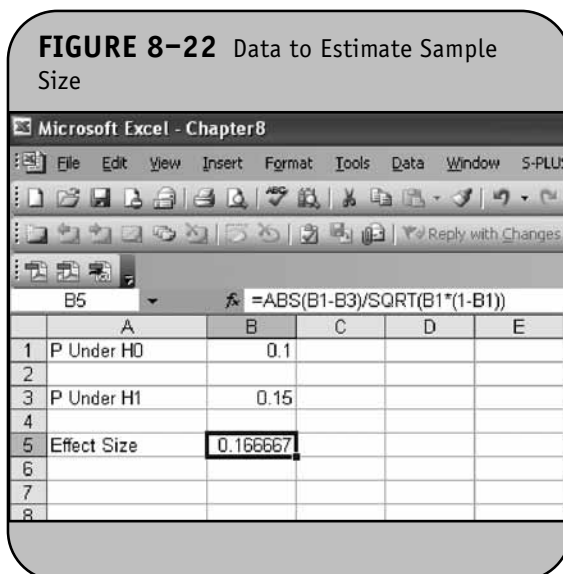 FIGURE 8–22 Data to Estimate Sample
Size
Microsoft Excel - Chapter8
File Edit View Insert Format Tools Data Window S-PLUS
Reply with Changes
B5 fx =ABS(B1-B3)/SQRT(B1*(1-B1))
A B C D E
1 P Under H0 0.1
2
3 P Under H1 0.15
4
5 Effect Size 0.166667
6
7
8